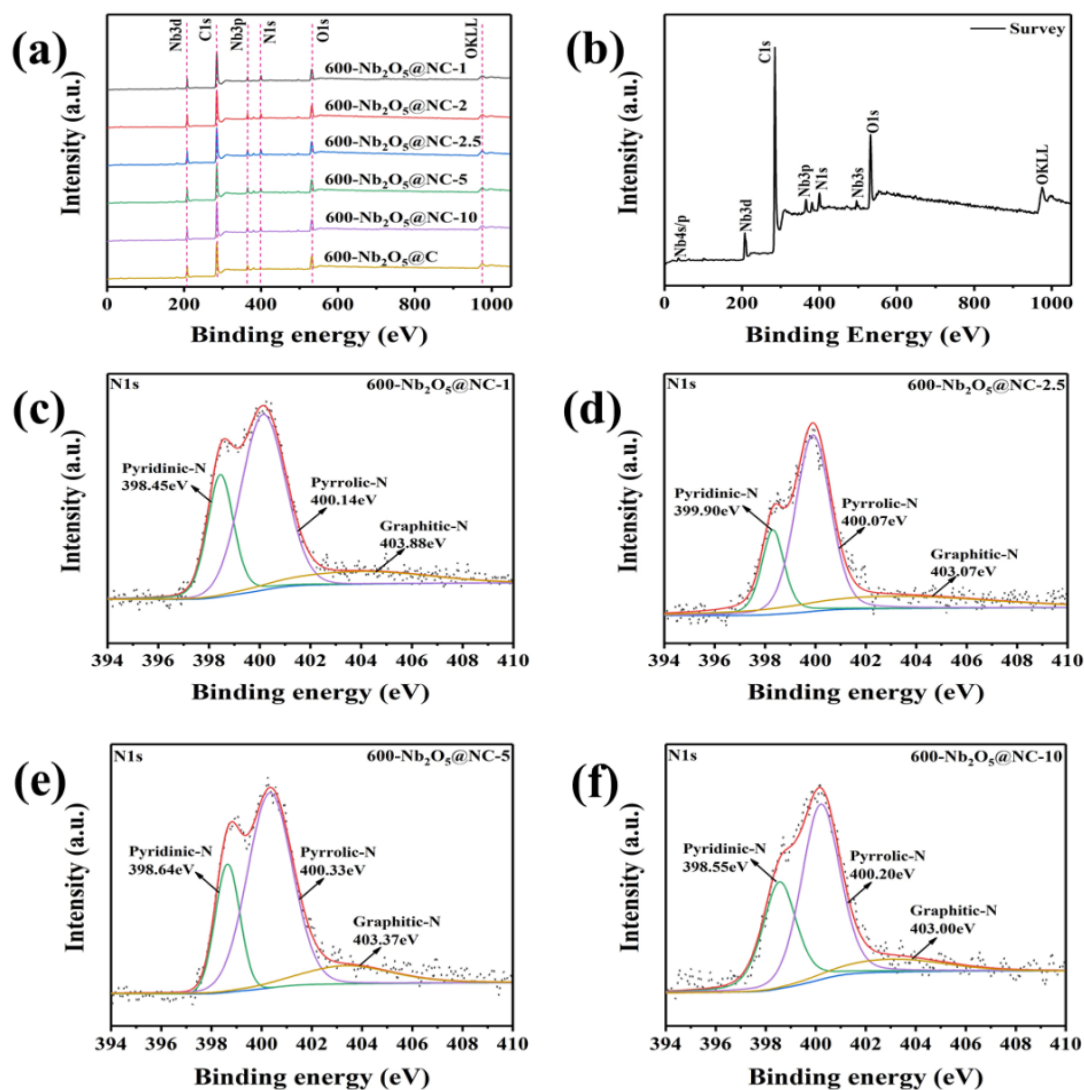 (a)
Nb3d
C1s
Nb3p
N1s
O1s
OKLL
600-Nb₂O₅@NC-1
600-Nb₂O₅@NC-2
600-Nb₂O₅@NC-2.5
600-Nb₂O₅@NC-5
600-Nb₂O₅@NC-10
600-Nb₂O₅@C
Intensity (a.u.)
0 200 400 600 800 1000
Binding energy (eV)
(b)
Survey
Nb4s/p
Nb3d
C1s
Nb3p
N1s
Nb3s
O1s
OKLL
Intensity (a.u.)
0 200 400 600 800 1000
Binding Energy (eV)
(c)
N1s 600-Nb₂O₅@NC-1
Pyridinic-N
398.45eV
Pyrrolic-N
400.14eV
Graphitic-N
403.88eV
Intensity (a.u.)
394 396 398 400 402 404 406 408 410
Binding energy (eV)
(d)
N1s 600-Nb₂O₅@NC-2.5
Pyridinic-N
399.90eV
Pyrrolic-N
400.07eV
Graphitic-N
403.07eV
Intensity (a.u.)
394 396 398 400 402 404 406 408 410
Binding energy (eV)
(e)
N1s 600-Nb₂O₅@NC-5
Pyridinic-N
398.64eV
Pyrrolic-N
400.33eV
Graphitic-N
403.37eV
Intensity (a.u.)
394 396 398 400 402 404 406 408 410
Binding energy (eV)
(f)
N1s 600-Nb₂O₅@NC-10
Pyridinic-N
398.55eV
Pyrrolic-N
400.20eV
Graphitic-N
403.00eV
Intensity (a.u.)
394 396 398 400 402 404 406 408 410
Binding energy (eV)